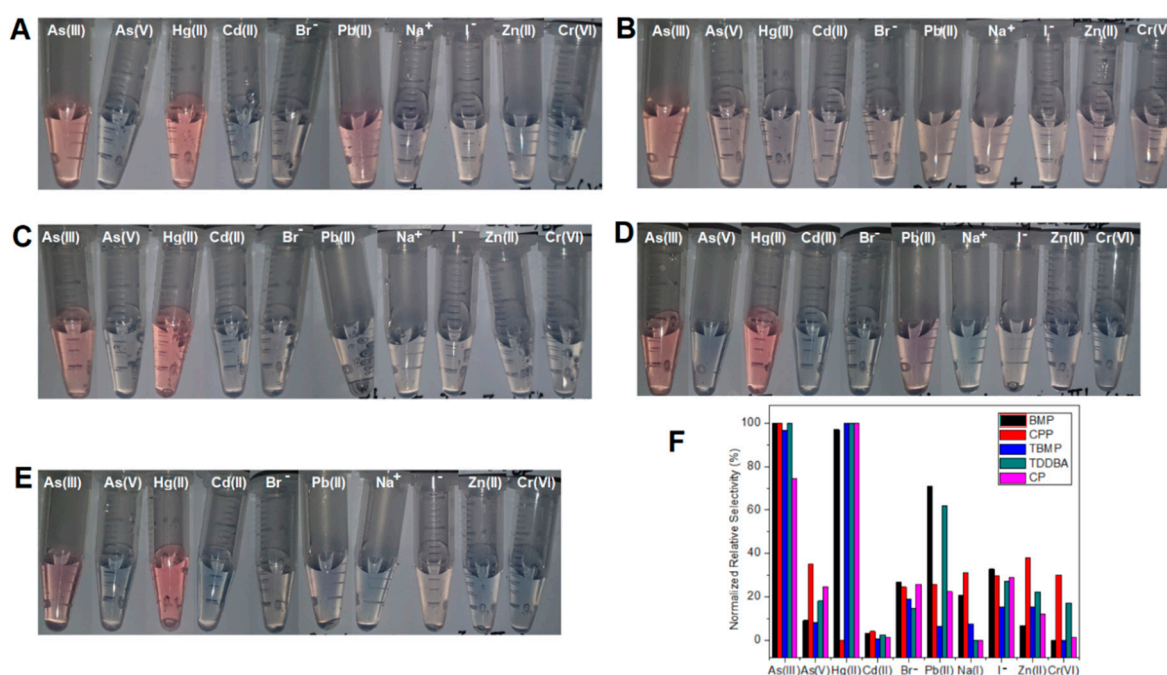 A
As(III) As(V) Hg(II) Cd(II) Br⁻ Pb(II) Na⁺ I⁻ Zn(II) Cr(VI)
B
As(III) As(V) Hg(II) Cd(II) Br⁻ Pb(II) Na⁺ I⁻ Zn(II) Cr(V
C
As(III) As(V) Hg(II) Cd(II) Br⁻ Pb(II) Na⁺ I⁻ Zn(II) Cr(VI)
D
As(III) As(V) Hg(II) Cd(II) Br⁻ Pb(II) Na⁺ I⁻ Zn(II) Cr(VI)
E
As(III) As(V) Hg(II) Cd(II) Br⁻ Pb(II) Na⁺ I⁻ Zn(II) Cr(VI)
F
Normalized Relative Selectivity (%)
100
80
60
40
20
0
BMP
CPP
TBMP
TDDBA
CP
As(III) As(V) Hg(II) Cd(II) Br⁻ Pb(II) Na(I) I⁻ Zn(II) Cr(VI)